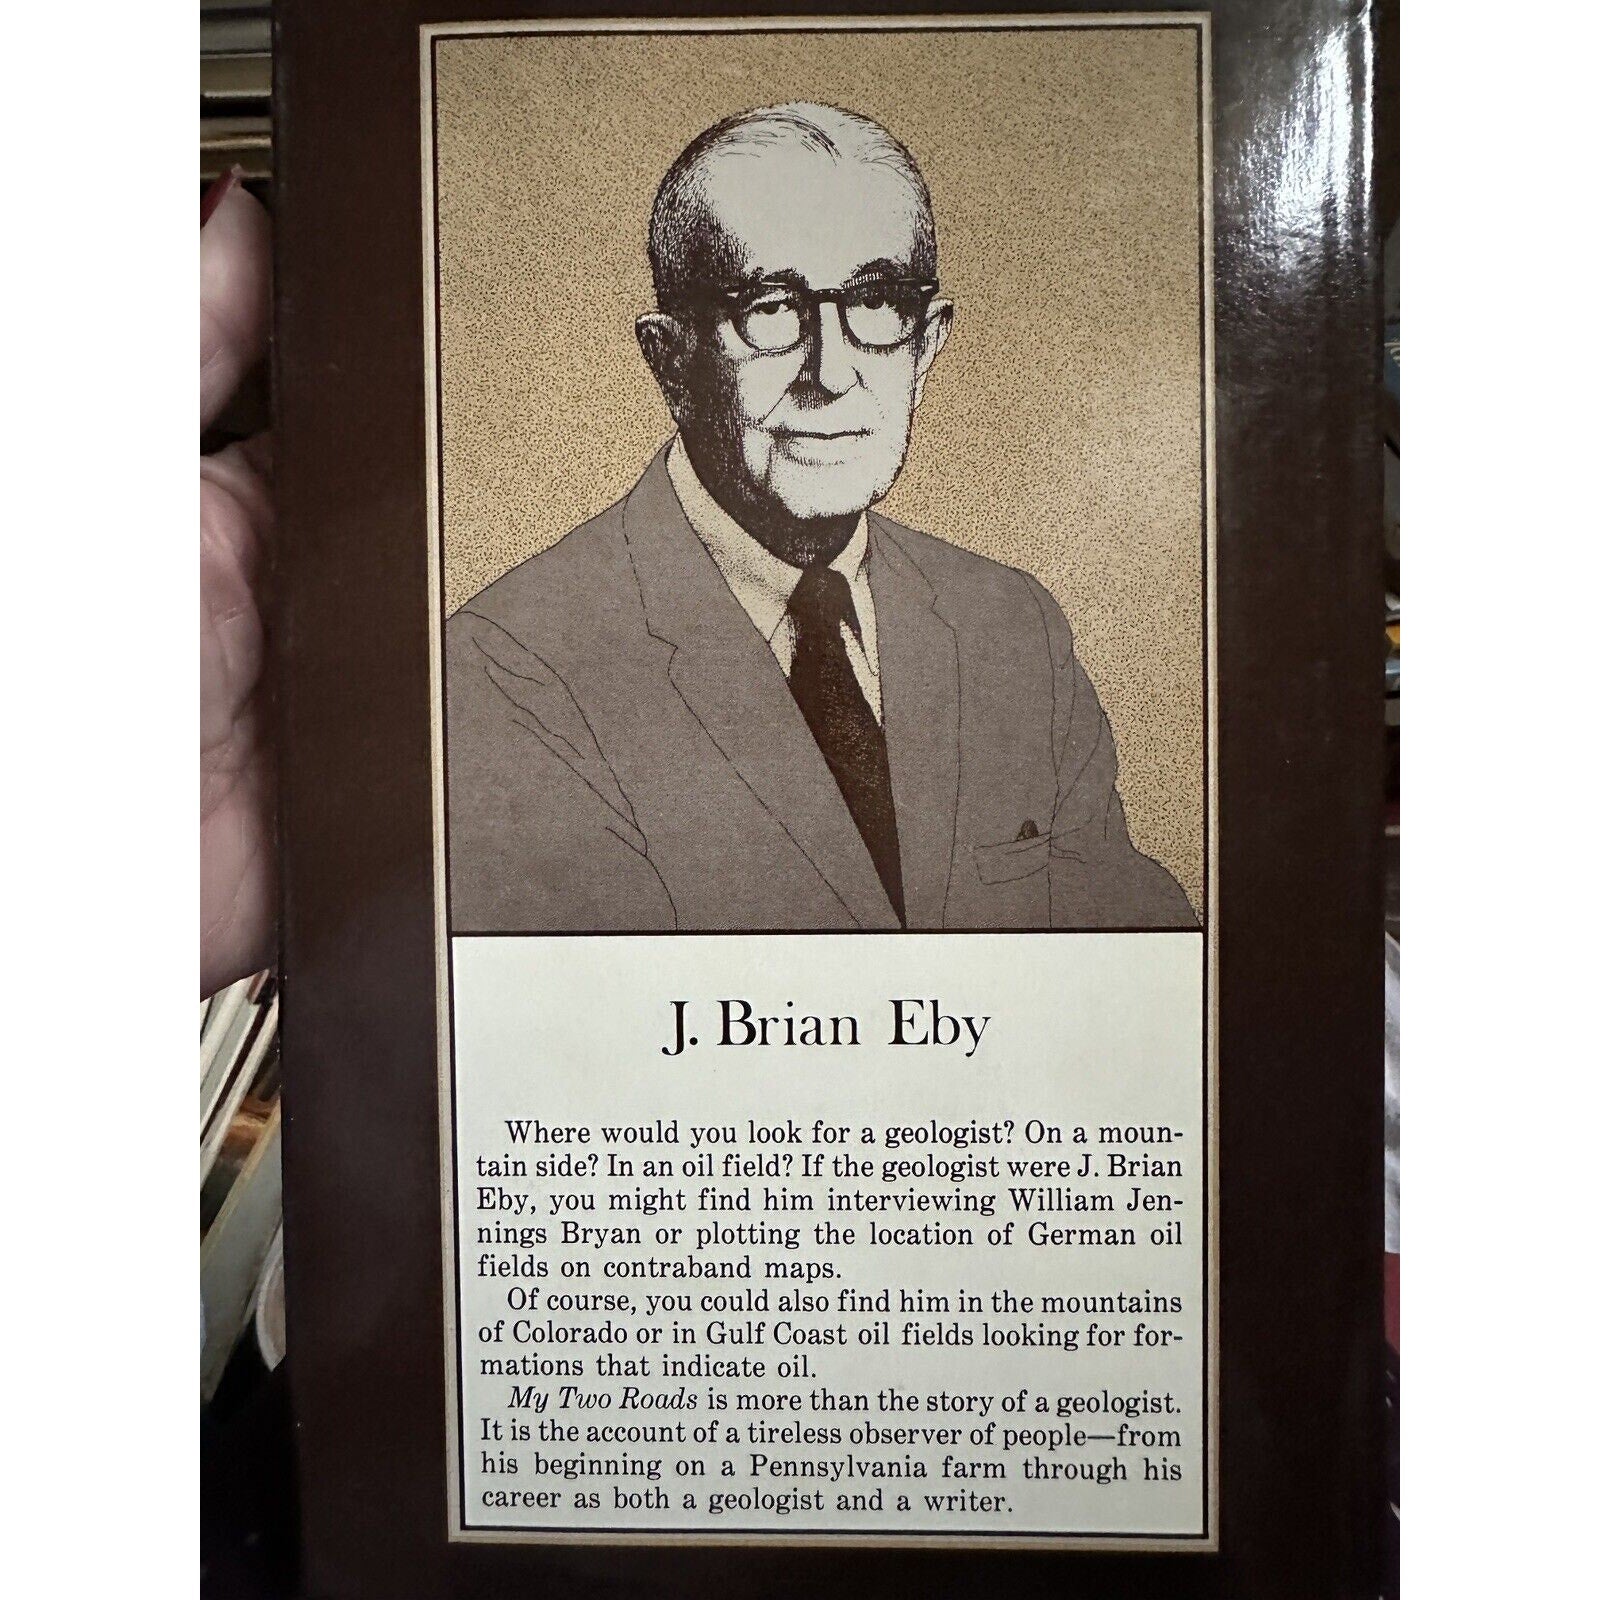 J. Brian Eby
Where would you look for a geologist? On a moun-
tain side? In an oil field? If the geologist were J. Brian
Eby, you might find him interviewing William Jen-
nings Bryan or plotting the location of German oil
fields on contraband maps.
Of course, you could also find him in the mountains
of Colorado or in Gulf Coast oil fields looking for for-
mations that indicate oil.
My Two Roads is more than the story of a geologist.
It is the account of a tireless observer of people—from
his beginning on a Pennsylvania farm through his
career as both a geologist and a writer.